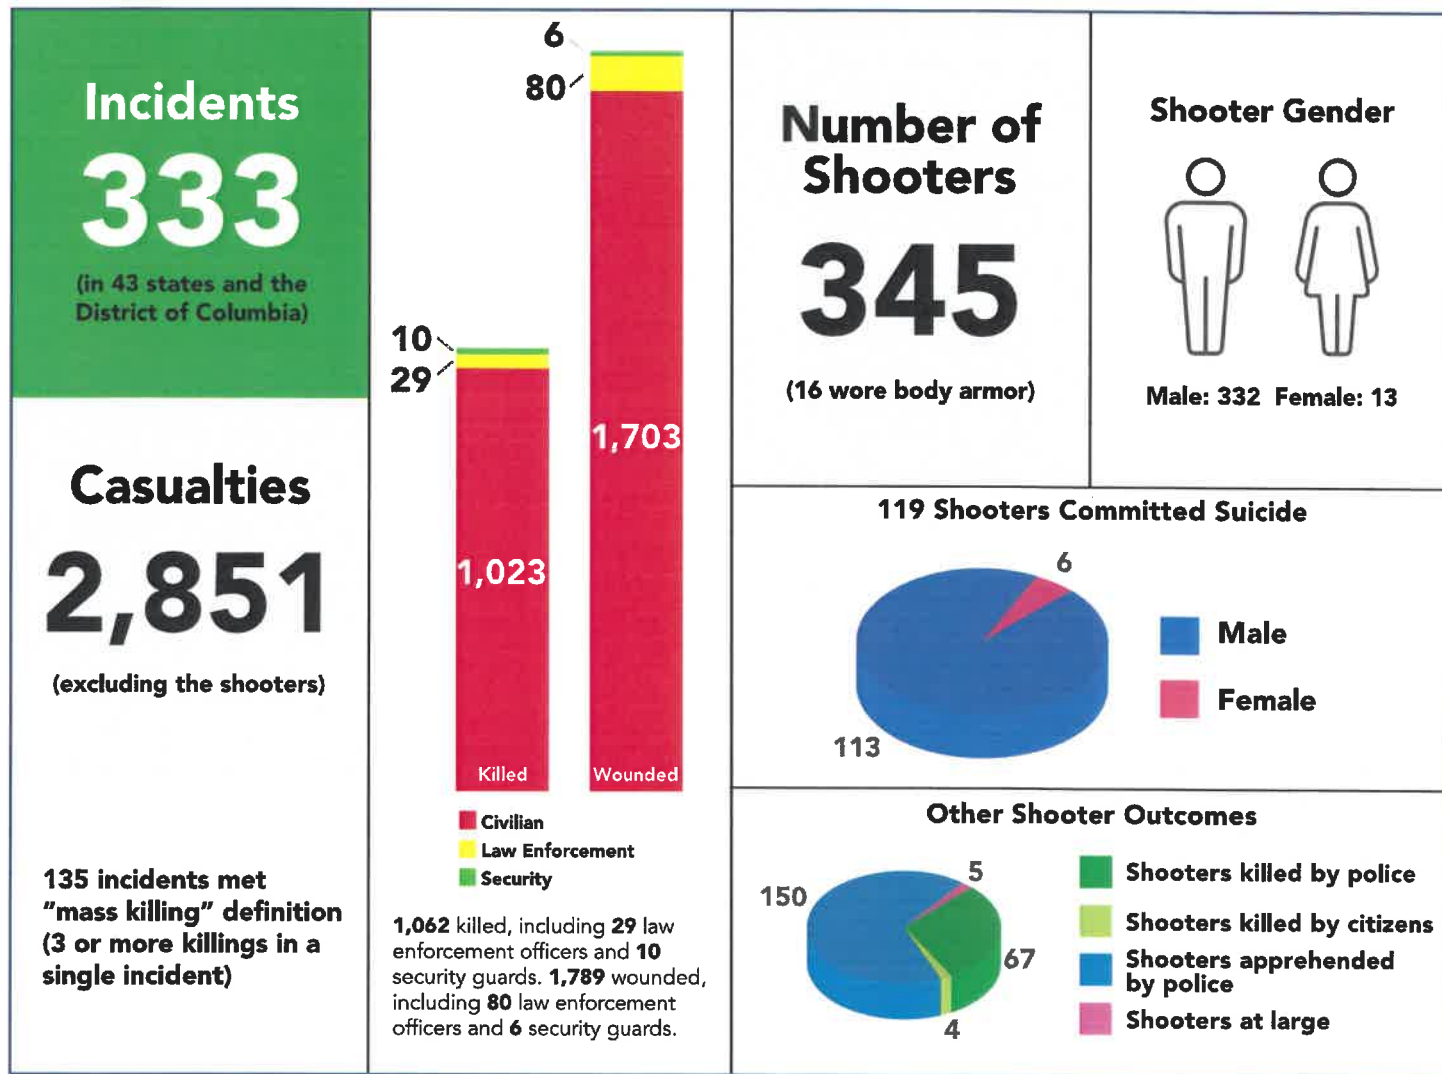 Incidents
333
(in 43 states and the
District of Columbia)
Casualties
2,851
(excluding the shooters)
135 incidents met
"mass killing" definition
(3 or more killings in a
single incident)
6
80
10
29
1,703
1,023
Killed
Wounded
Civilian
Law Enforcement
Security
1,062 killed, including 29 law
enforcement officers and 10
security guards. 1,789 wounded,
including 80 law enforcement
officers and 6 security guards.
Number of
Shooters
345
(16 wore body armor)
Shooter Gender
Male: 332 Female: 13
119 Shooters Committed Suicide
6
113
Male
Female
Other Shooter Outcomes
150
5
67
4
Shooters killed by police
Shooters killed by citizens
Shooters apprehended
by police
Shooters at large